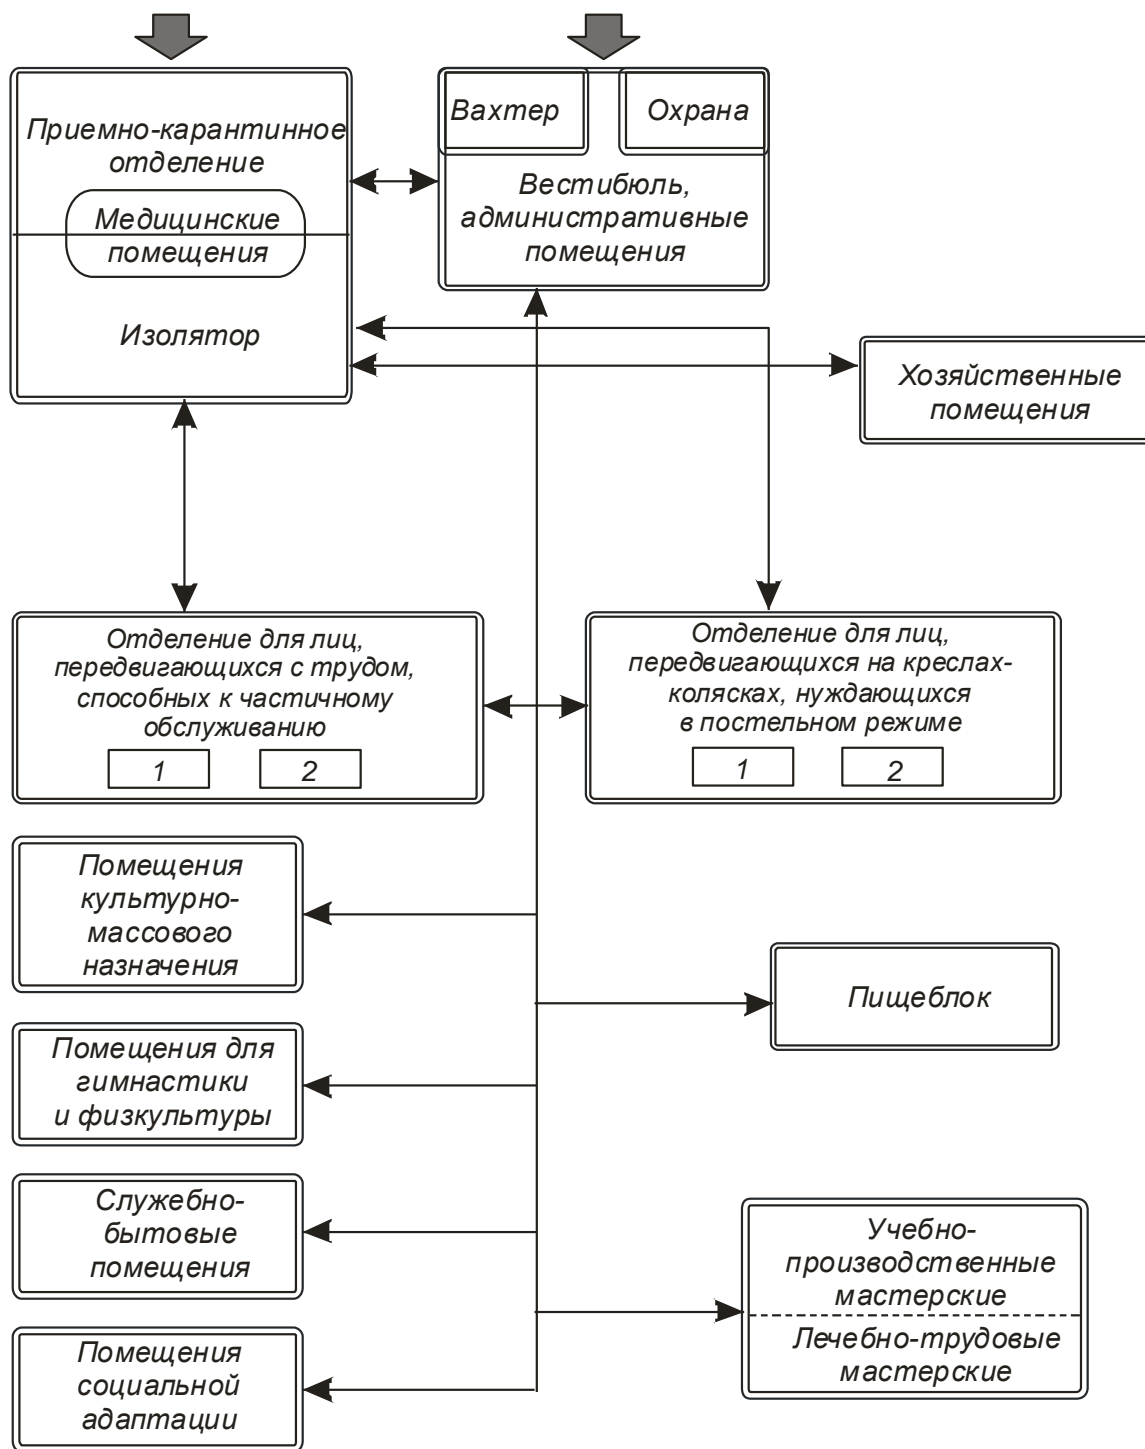 Приемно-карантинное
отделение
Медицинские
помещения
Изолятор
Вахтер
Охрана
Вестибюль,
административные
помещения
Хозяйственные
помещения
Отделение для лиц,
передвигающихся с трудом,
способных к частичному
обслуживанию
1
2
Отделение для лиц,
передвигающихся на креслах-
колясках, нуждающихся
в постельном режиме
1
2
Помещения
культурно-
массового
назначения
Пищеблок
Помещения для
гимнастики
и физкультуры
Служебно-
бытовые
помещения
Учебно-
производственные
мастерские
Лечебно-трудовые
мастерские
Помещения
социальной
адаптации